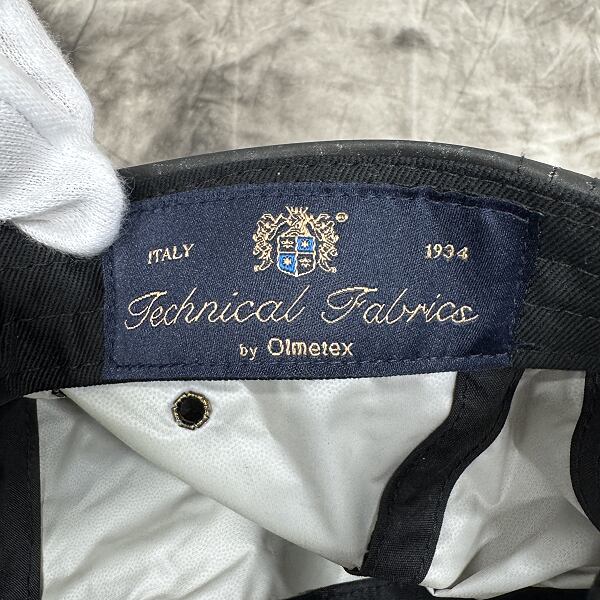 ITALY 1934
Technical Fabrics
by Olmetex